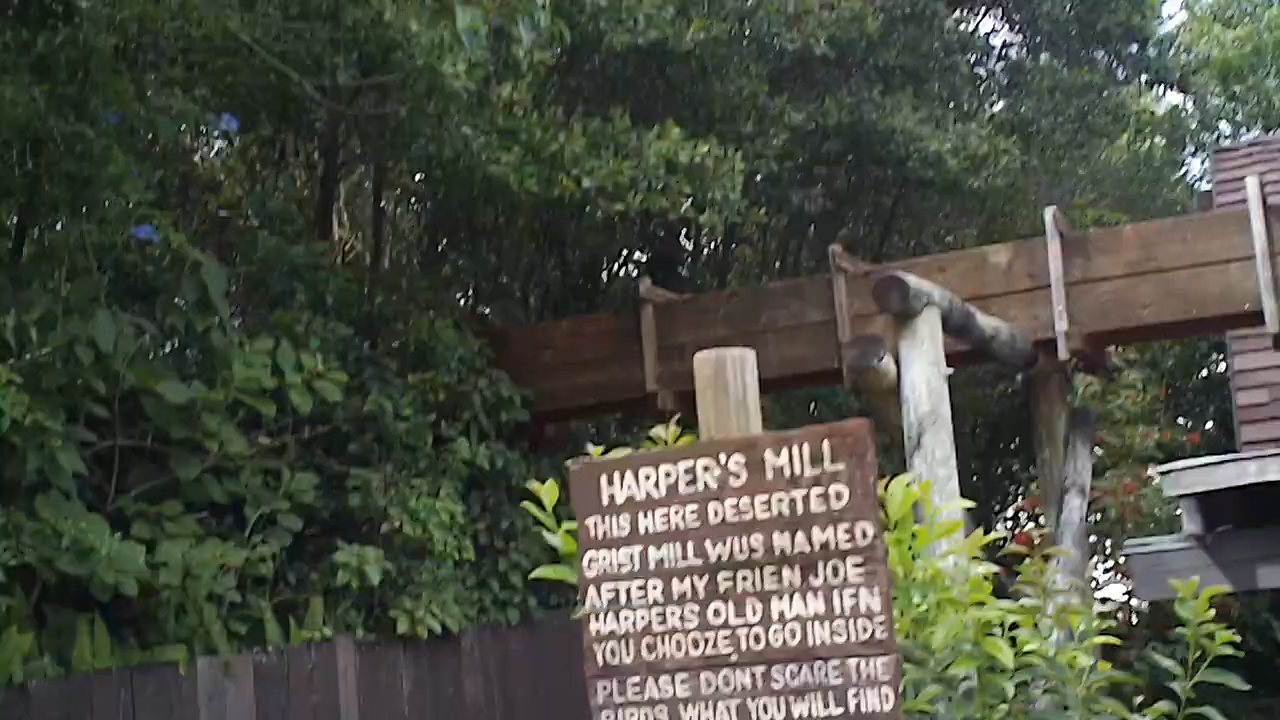 HARPER'S MILL
THIS HERE DESERTED
GRIST MILL WUS NAMED
AFTER MY FRIEN JOE
HARPERS OLD MAN IFN
YOU CHOOZE, TO GO INSIDE
PLEASE DONT SCARE THE
BIRDS. WHAT YOU WILL FIND